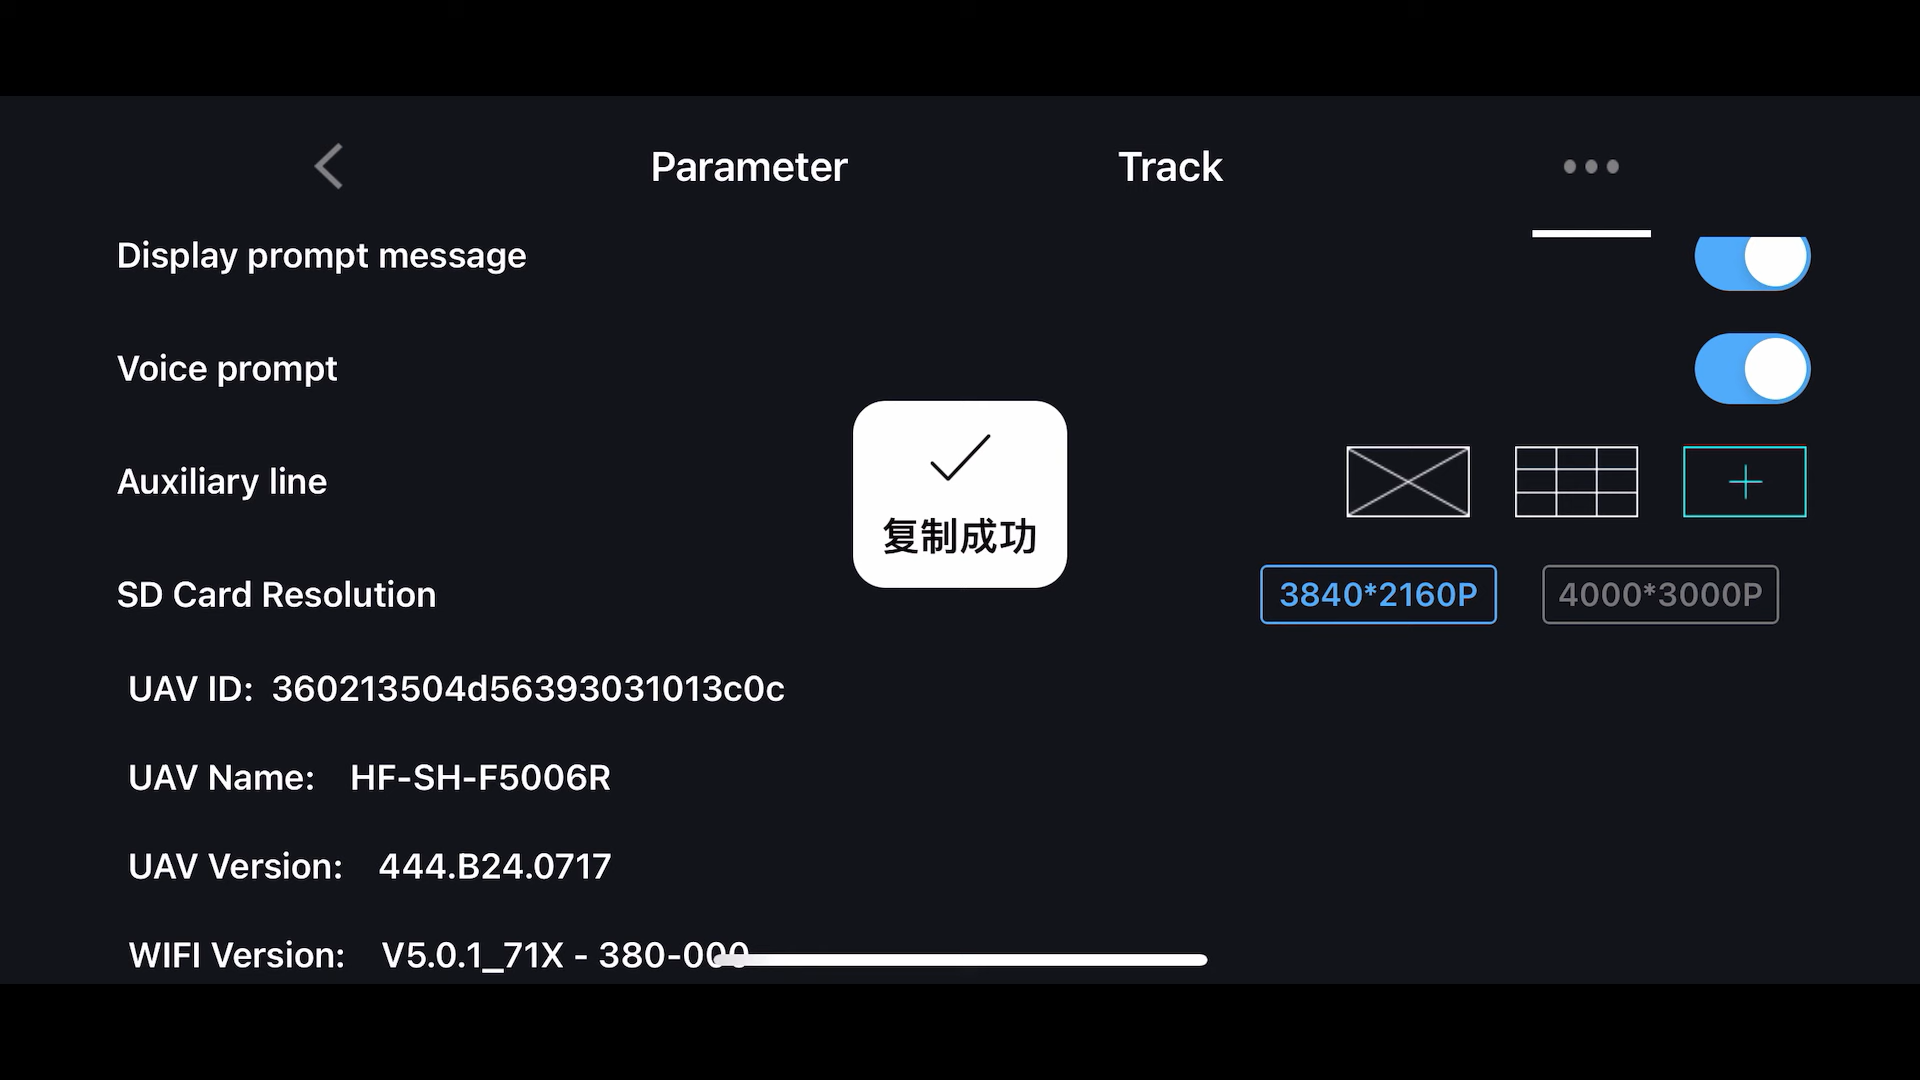 Parameter
Track
Display prompt message
Voice prompt
Auxiliary line
复制成功
SD Card Resolution
3840*2160P
4000*3000P
UAV ID: 360213504d56393031013c0c
UAV Name: HF-SH-F5006R
UAV Version: 444.B24.0717
WIFI Version: V5.0.1_71X - 380-000